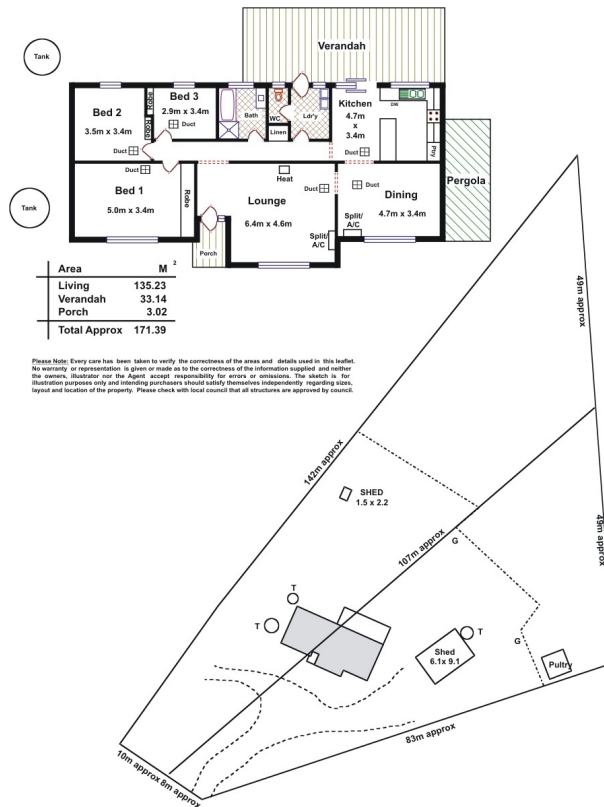 Verandah
Tank
Bed 2
3.5m x 3.4m
Robe
Robe
Bed 3
2.9m x 3.4m
Duct
Bath
WC
Linen
Ldr'y
Kitchen
4.7m
x
3.4m
DW
P'try
Duct
Duct
Duct
Bed 1
5.0m x 3.4m
Robe
Heat
Lounge
6.4m x 4.6m
Duct
Duct
Dining
4.7m x 3.4m
Pergola
Tank
Split/
A/C
Split/
A/C
Porch
Area M 2
Living 135.23
Verandah 33.14
Porch 3.02
Total Approx 171.39
Please Note: Every care has been taken to verify the correctness of the areas and details used in this leaflet.
No warranty or representation is given or made as to the correctness of the information supplied and neither
the owners, illustrator nor the Agent accept responsibility for errors or omissions. The sketch is for
illustration purposes only and intending purchasers should satisfy themselves independently regarding sizes,
layout and location of the property. Please check with local council that all structures are approved by council.
49m approx
142m approx
SHED
1.5 x 2.2
107m approx
49m approx
G
T
T
T
G
Shed
6.1x 9.1
Pultry
83m approx
10m approx
8m approx